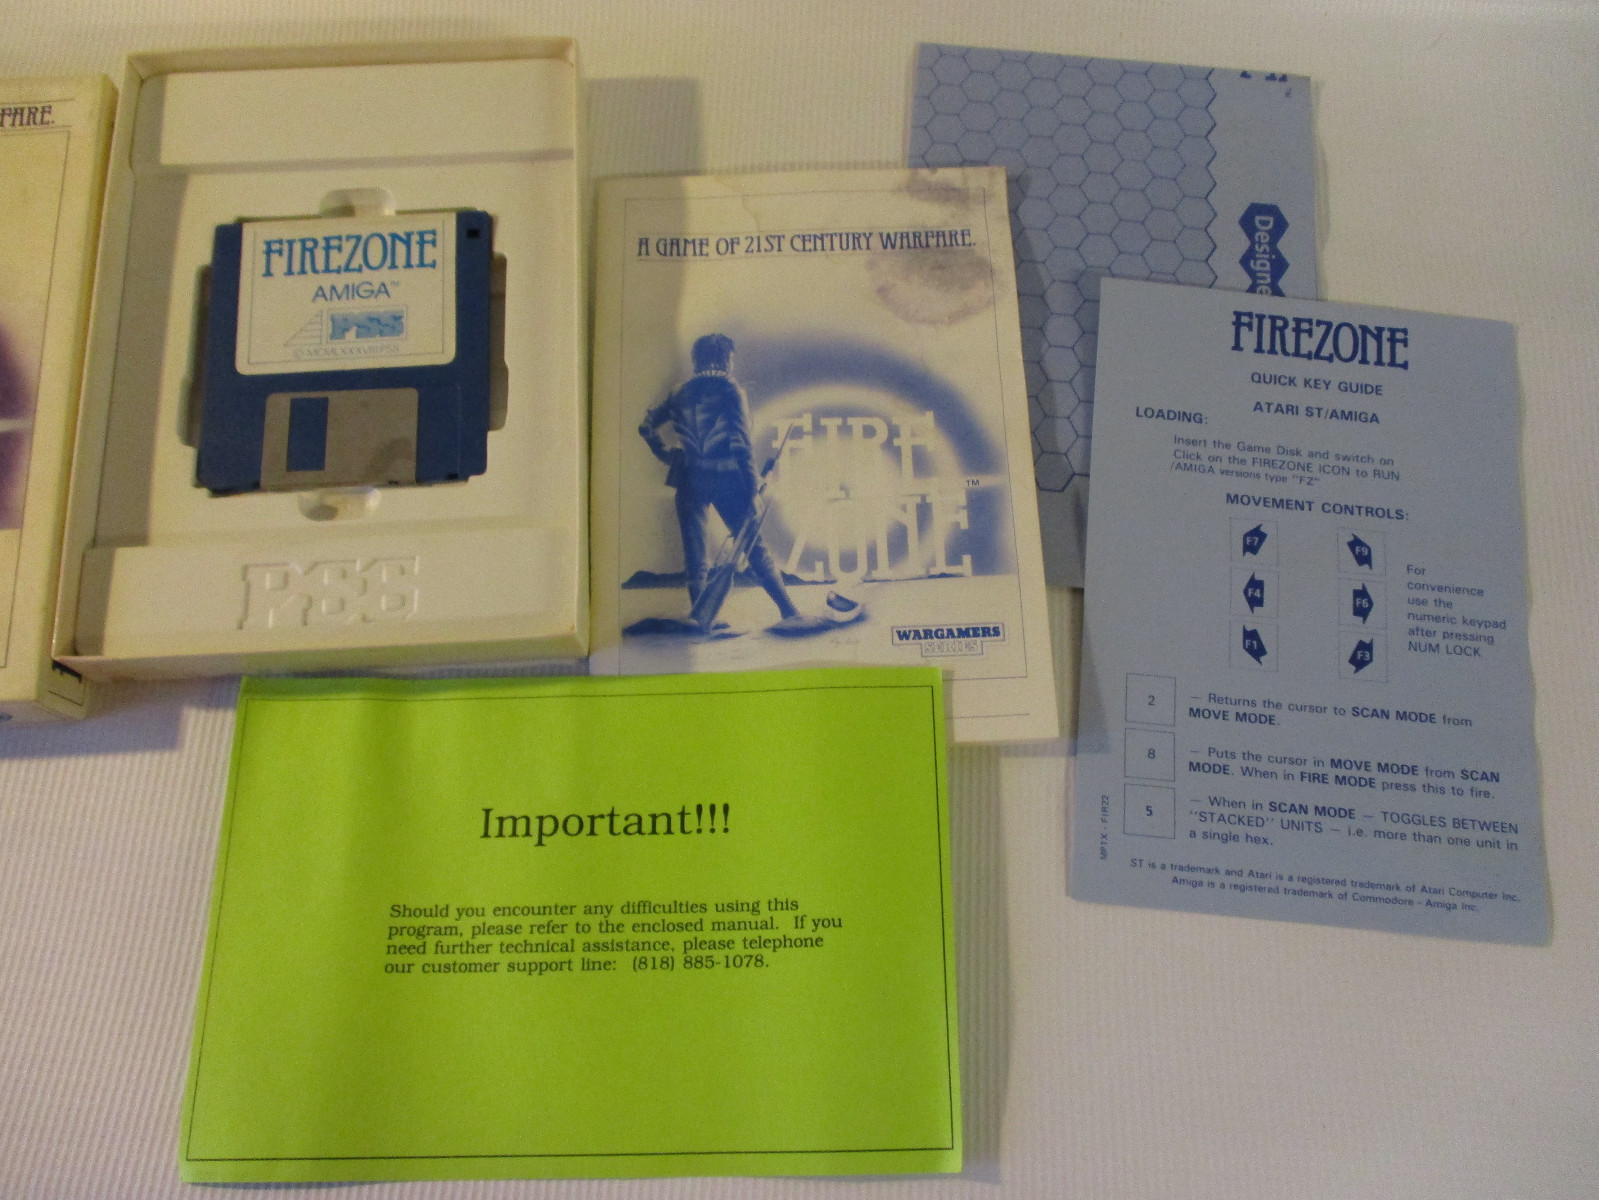 FARE.
FIREZONE
AMIGA™
PSS
© MCMLXXXVIII PSS
PSS
A GAME OF 21ST CENTURY WARFARE.
FIRE
ZONE
™
WARGAMERS
SERIES
Designe
FIREZONE
QUICK KEY GUIDE
ATARI ST/AMIGA
LOADING:
Insert the Game Disk and switch on
Click on the FIREZONE ICON to RUN
/AMIGA versions type "FZ"
MOVEMENT CONTROLS:
F7
F9
F4
F6
F1
F3
For
convenience
use the
numeric keypad
after pressing
NUM LOCK
2
— Returns the cursor to SCAN MODE from
MOVE MODE.
8
— Puts the cursor in MOVE MODE from SCAN
MODE. When in FIRE MODE press this to fire.
5
— When in SCAN MODE — TOGGLES BETWEEN
"STACKED" UNITS — i.e. more than one unit in
a single hex.
MPTX - FIR22
ST is a trademark and Atari is a registered trademark of Atari Computer Inc.
Amiga is a registered trademark of Commodore - Amiga Inc.
Important!!!
Should you encounter any difficulties using this
program, please refer to the enclosed manual. If you
need further technical assistance, please telephone
our customer support line: (818) 885-1078.